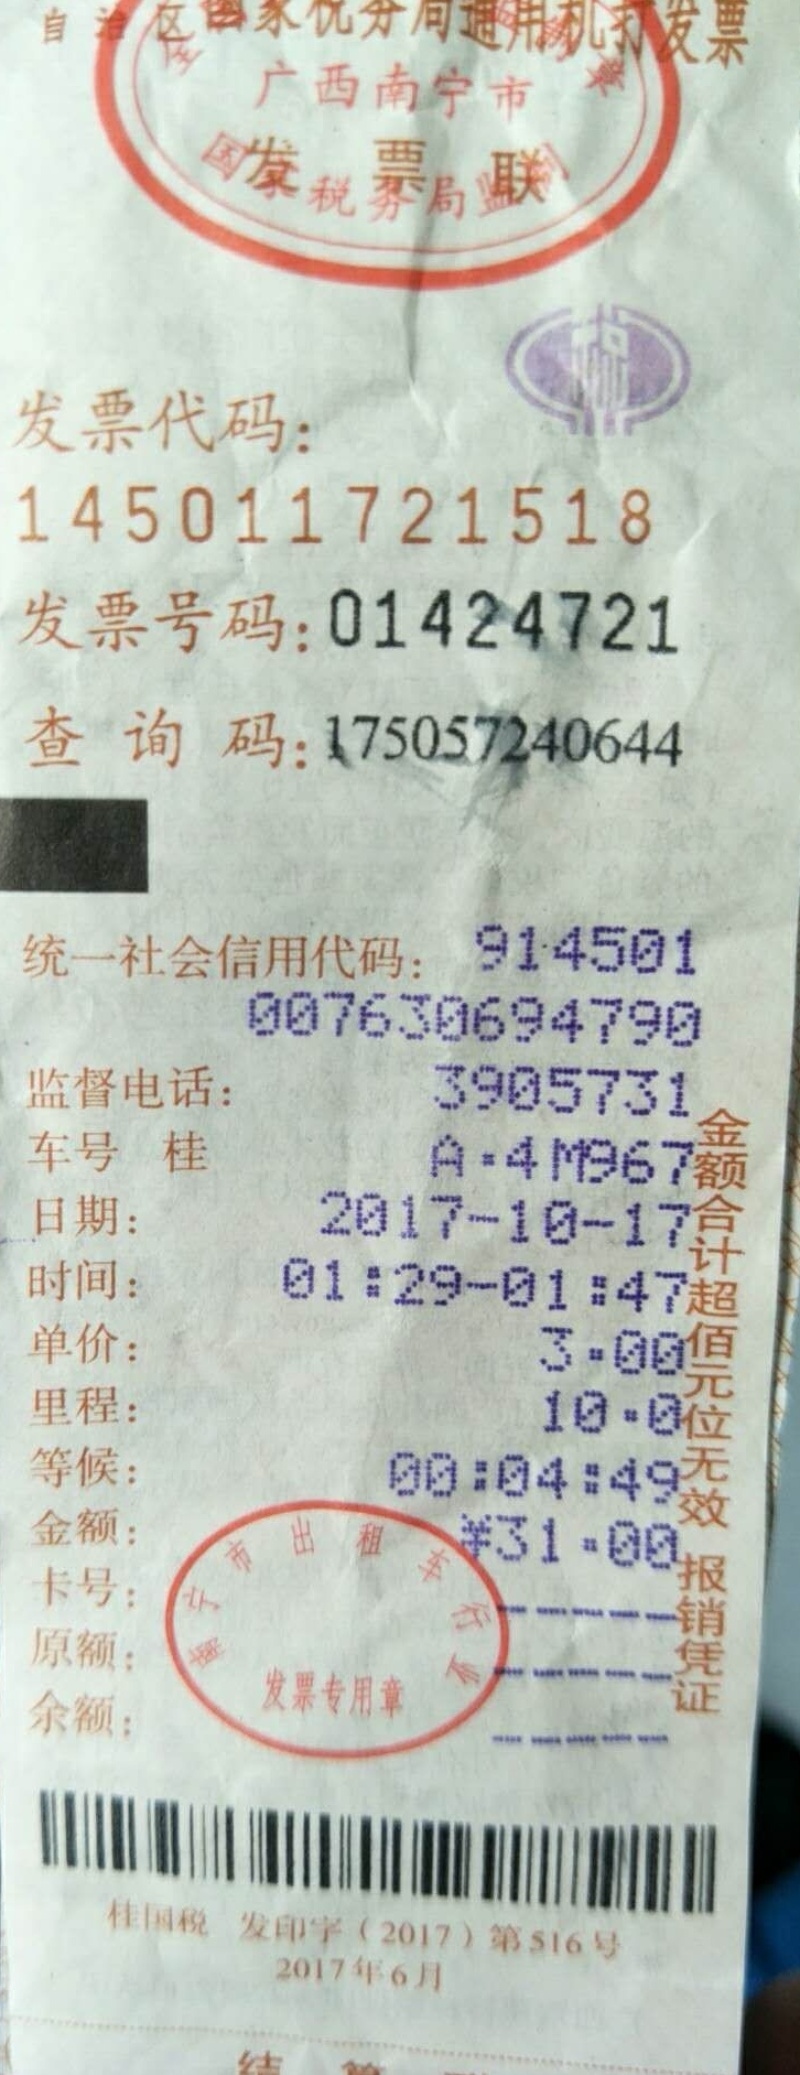 自治区国家税务局通用机打发票
广西南宁市
发票联
国家税务局监制
税
发票代码:
145011721518
发票号码:01424721
查询码:175057240644
统一社会信用代码: 914501
007630694790
监督电话: 3905731
车号 桂 A·4M967
日期: 2017-10-17
时间: 01:29-01:47
单价: 3.00
里程: 10.0
等候: 00:04:49
金额: ¥31.00
卡号: -----
原额: -----
余额: -----
金额合计超佰元位无效 报销凭证
南宁市出租车行业
发票专用章
桂国税 发印字(2017)第516号
2017年6月